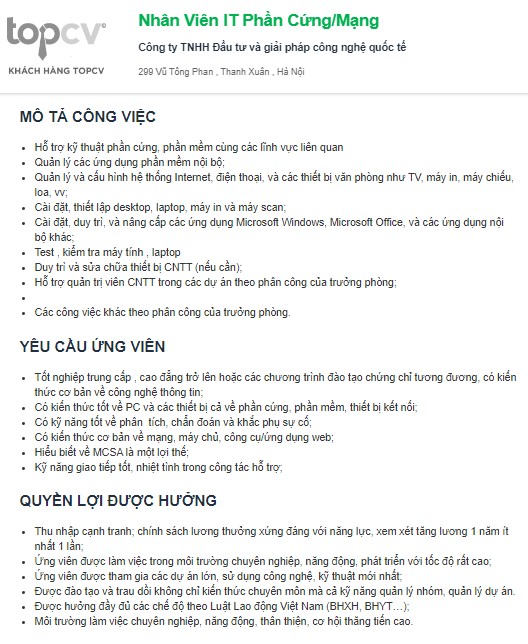 topcv
KHÁCH HÀNG TOPCV
Nhân Viên IT Phần Cứng/Mạng
Công ty TNHH Đầu tư và giải pháp công nghệ quốc tế
299 Vũ Tông Phan , Thanh Xuân , Hà Nội
MÔ TẢ CÔNG VIỆC
Hỗ trợ kỹ thuật phần cứng, phần mềm cùng các lĩnh vực liên quan
Quản lý các ứng dụng phần mềm nội bộ;
Quản lý và cấu hình hệ thống Internet, điện thoại, và các thiết bị văn phòng như TV, máy in, máy chiếu,
loa, vv;
Cài đặt, thiết lập desktop, laptop, máy in và máy scan;
Cài đặt, duy trì, và nâng cấp các ứng dụng Microsoft Windows, Microsoft Office, và các ứng dụng nội
bộ khác;
Test , kiểm tra máy tính , laptop
Duy trì và sửa chữa thiết bị CNTT (nếu cần);
Hỗ trợ quản trị viên CNTT trong các dự án theo phân công của trưởng phòng;
Các công việc khác theo phân công của trưởng phòng.
YÊU CẦU ỨNG VIÊN
Tốt nghiệp trung cấp , cao đẳng trở lên hoặc các chương trình đào tạo chứng chỉ tương đương, có kiến
thức cơ bản về công nghệ thông tin;
Có kiến thức tốt về PC và các thiết bị cả về phần cứng, phần mềm, thiết bị kết nối;
Có kỹ năng tốt về phân  tích, chẩn đoán và khắc phụ sự cố;
Có kiến thức cơ bản về mạng, máy chủ, công cụ/ứng dụng web;
Hiểu biết về MCSA là một lợi thế;
Kỹ năng giao tiếp tốt, nhiệt tình trong công tác hỗ trợ;
QUYỀN LỢI ĐƯỢC HƯỞNG
Thu nhập cạnh tranh; chính sách lương thưởng xứng đáng với năng lực, xem xét tăng lương 1 năm ít
nhất 1 lần;
Ứng viên được làm việc trong môi trường chuyên nghiệp, năng động, phát triển với tốc độ rất cao;
Ứng viên được tham gia các dự án lớn, sử dụng công nghệ, kỹ thuật mới nhất;
Được đào tạo và trau dồi không chỉ kiến thức chuyên môn mà cả kỹ năng quản lý nhóm, quản lý dự án.
Được hưởng đầy đủ các chế độ theo Luật Lao động Việt Nam (BHXH, BHYT…);
Môi trường làm việc chuyên nghiệp, năng động, thân thiện, cơ hội thăng tiến cao.